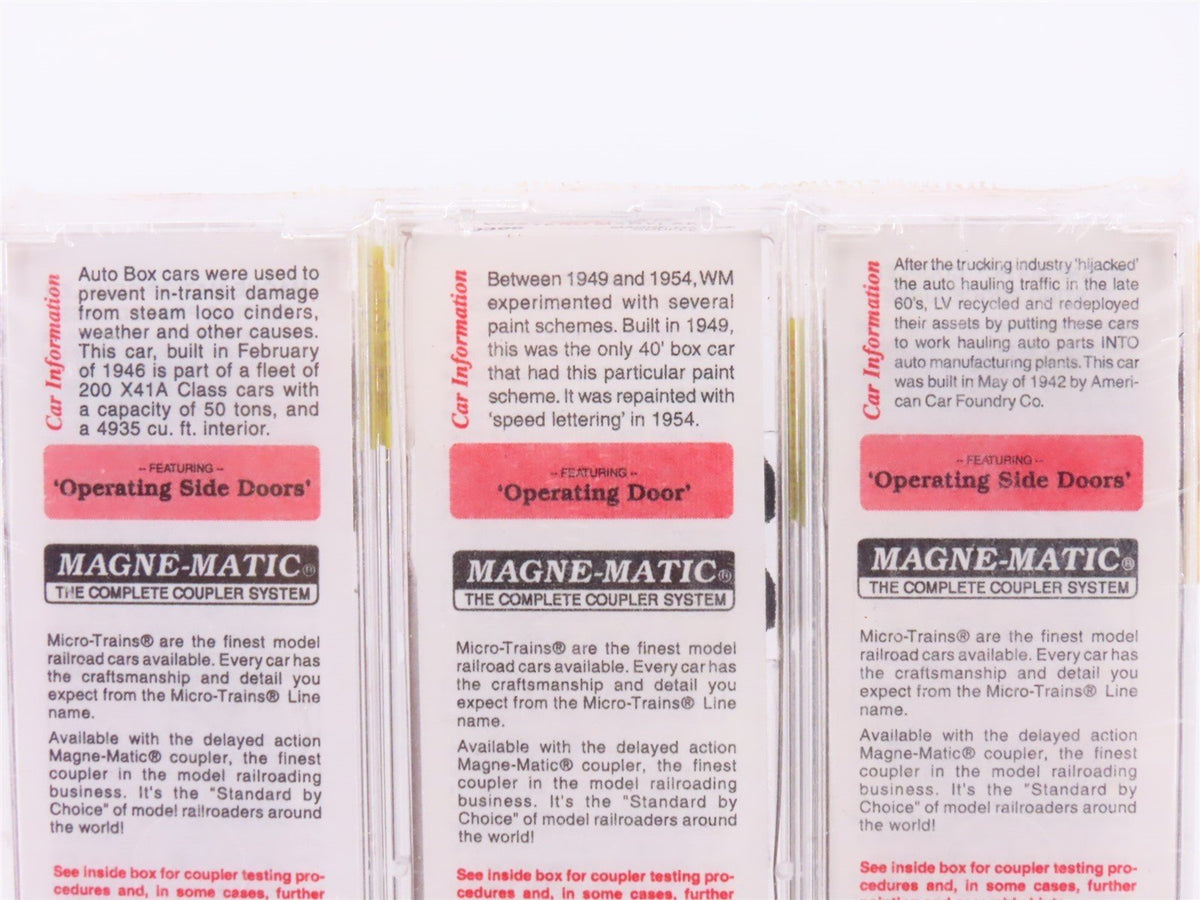 Car Information
Auto Box cars were used to
prevent in-transit damage
from steam loco cinders,
weather and other causes.
This car, built in February
of 1946 is part of a fleet of
200 X41A Class cars with
a capacity of 50 tons, and
a 4935 cu. ft. interior.
-- FEATURING --
'Operating Side Doors'
MAGNE-MATIC®
THE COMPLETE COUPLER SYSTEM
Micro-Trains® are the finest model
railroad cars available. Every car has
the craftsmanship and detail you
expect from the Micro-Trains® Line
name.
Available with the delayed action
Magne-Matic® coupler, the finest
coupler in the model railroading
business. It's the "Standard by
Choice" of model railroaders around
the world!
See inside box for coupler testing pro-
cedures and, in some cases, further
Car Information
Between 1949 and 1954, WM
experimented with several
paint schemes. Built in 1949,
this was the only 40' box car
that had this particular paint
scheme. It was repainted with
'speed lettering' in 1954.
-- FEATURING --
'Operating Door'
MAGNE-MATIC®
THE COMPLETE COUPLER SYSTEM
Micro-Trains® are the finest model
railroad cars available. Every car has
the craftsmanship and detail you
expect from the Micro-Trains® Line
name.
Available with the delayed action
Magne-Matic® coupler, the finest
coupler in the model railroading
business. It's the "Standard by
Choice" of model railroaders around
the world!
See inside box for coupler testing pro-
cedures and, in some cases, further
Car Information
After the trucking industry 'hijacked'
the auto hauling traffic in the late
60's, LV recycled and redeployed
their assets by putting these cars
to work hauling auto parts INTO
auto manufacturing plants. This car
was built in May of 1942 by Ameri-
can Car Foundry Co.
-- FEATURING --
'Operating Side Doors'
MAGNE-MATIC®
THE COMPLETE COUPLER SYSTEM
Micro-Trains® are the finest model
railroad cars available. Every car has
the craftsmanship and detail you
expect from the Micro-Trains® Line
name.
Available with the delayed action
Magne-Matic® coupler, the finest
coupler in the model railroading
business. It's the "Standard by
Choice" of model railroaders around
the world!
See inside box for coupler testing pro-
cedures and, in some cases, further